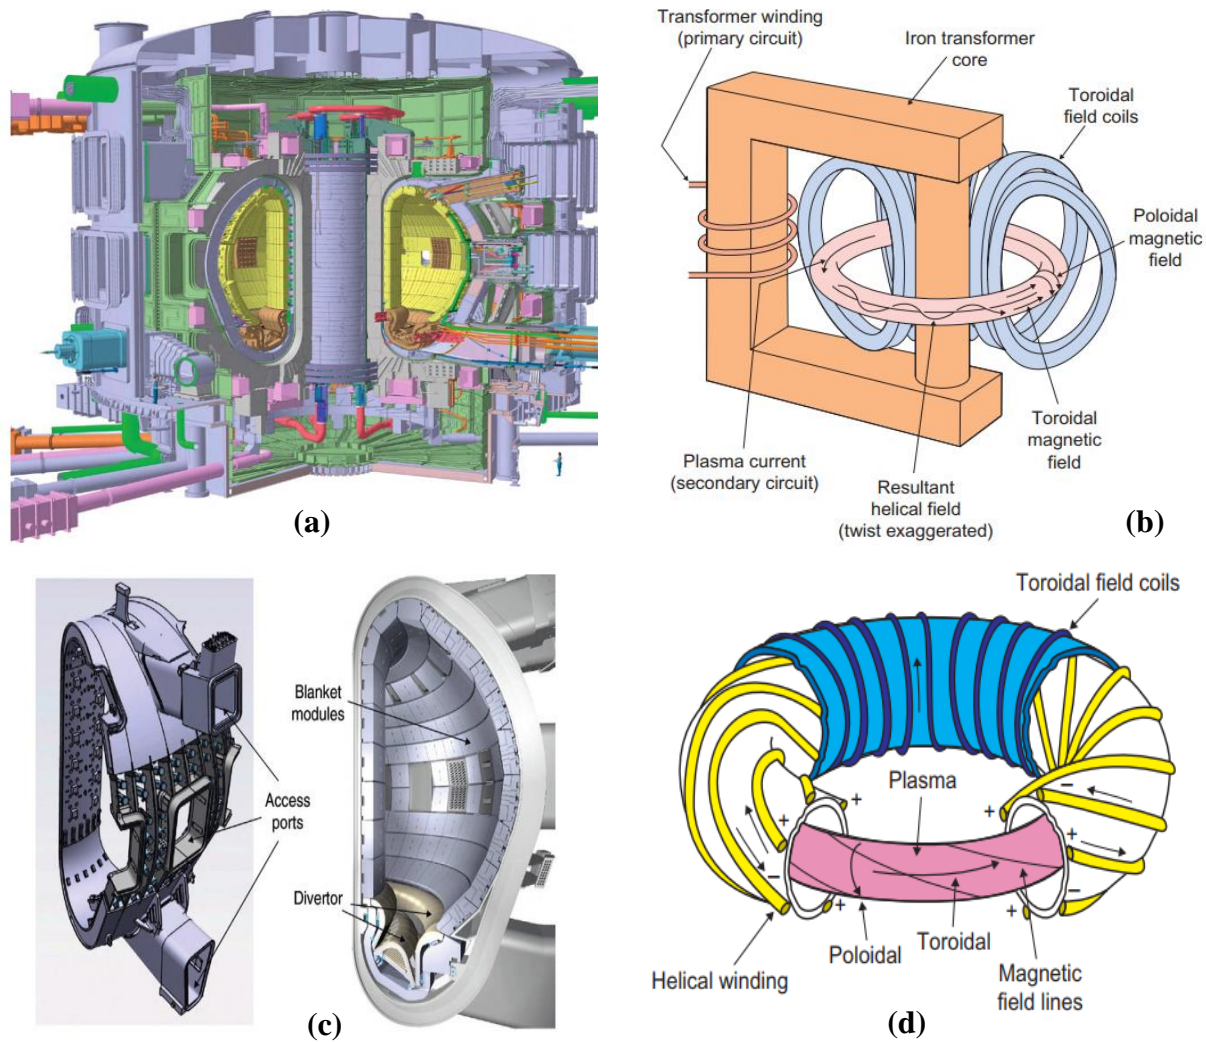 Transformer winding
(primary circuit)
Iron transformer
core
Toroidal
field coils
Poloidal
magnetic
field
Toroidal
magnetic
field
Plasma current
(secondary circuit)
Resultant
helical field
(twist exaggerated)
(a)
(b)
Blanket
modules
Access
ports
Divertor
(c)
Toroidal field coils
Plasma
+
+
−
+
+
−
+
−
+
+
Poloidal
Toroidal
Helical winding
Magnetic
field lines
(d)